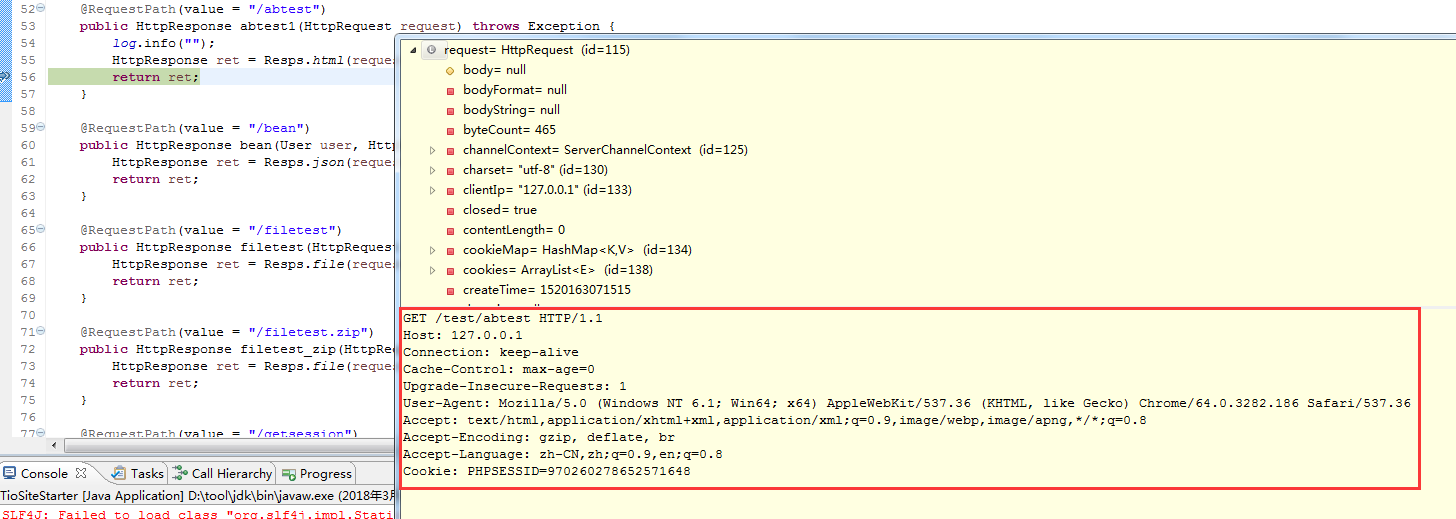 52 @RequestPath(value = "/abtest")
53 public HttpResponse abtest1(HttpRequest request) throws Exception {
54 log.info("");
55 HttpResponse ret = Resps.html(reque
56 return ret;
57 }
58
59 @RequestPath(value = "/bean")
60 public HttpResponse bean(User user, Htt
61 HttpResponse ret = Resps.json(reque
62 return ret;
63 }
64
65 @RequestPath(value = "/filetest")
66 public HttpResponse filetest(HttpRequest
67 HttpResponse ret = Resps.file(reque
68 return ret;
69 }
70
71 @RequestPath(value = "/filetest.zip")
72 public HttpResponse filetest_zip(HttpReq
73 HttpResponse ret = Resps.file(reque
74 return ret;
75 }
76
77 @RequestPath(value = "/getsession")
request= HttpRequest (id=115)
body= null
bodyFormat= null
bodyString= null
byteCount= 465
channelContext= ServerChannelContext (id=125)
charset= "utf-8" (id=130)
clientIp= "127.0.0.1" (id=133)
closed= true
contentLength= 0
cookieMap= HashMap<K,V> (id=134)
cookies= ArrayList<E> (id=138)
createTime= 1520163071515
GET /test/abtest HTTP/1.1
Host: 127.0.0.1
Connection: keep-alive
Cache-Control: max-age=0
Upgrade-Insecure-Requests: 1
User-Agent: Mozilla/5.0 (Windows NT 6.1; Win64; x64) AppleWebKit/537.36 (KHTML, like Gecko) Chrome/64.0.3282.186 Safari/537.36
Accept: text/html,application/xhtml+xml,application/xml;q=0.9,image/webp,image/apng,*/*;q=0.8
Accept-Encoding: gzip, deflate, br
Accept-Language: zh-CN,zh;q=0.9,en;q=0.8
Cookie: PHPSESSID=970260278652571648
Console Tasks Call Hierarchy Progress
TioSiteStarter [Java Application] D:\tool\jdk\bin\javaw.exe (2018年3月
SLF4J: Failed to load class "org.slf4j.impl.Stati